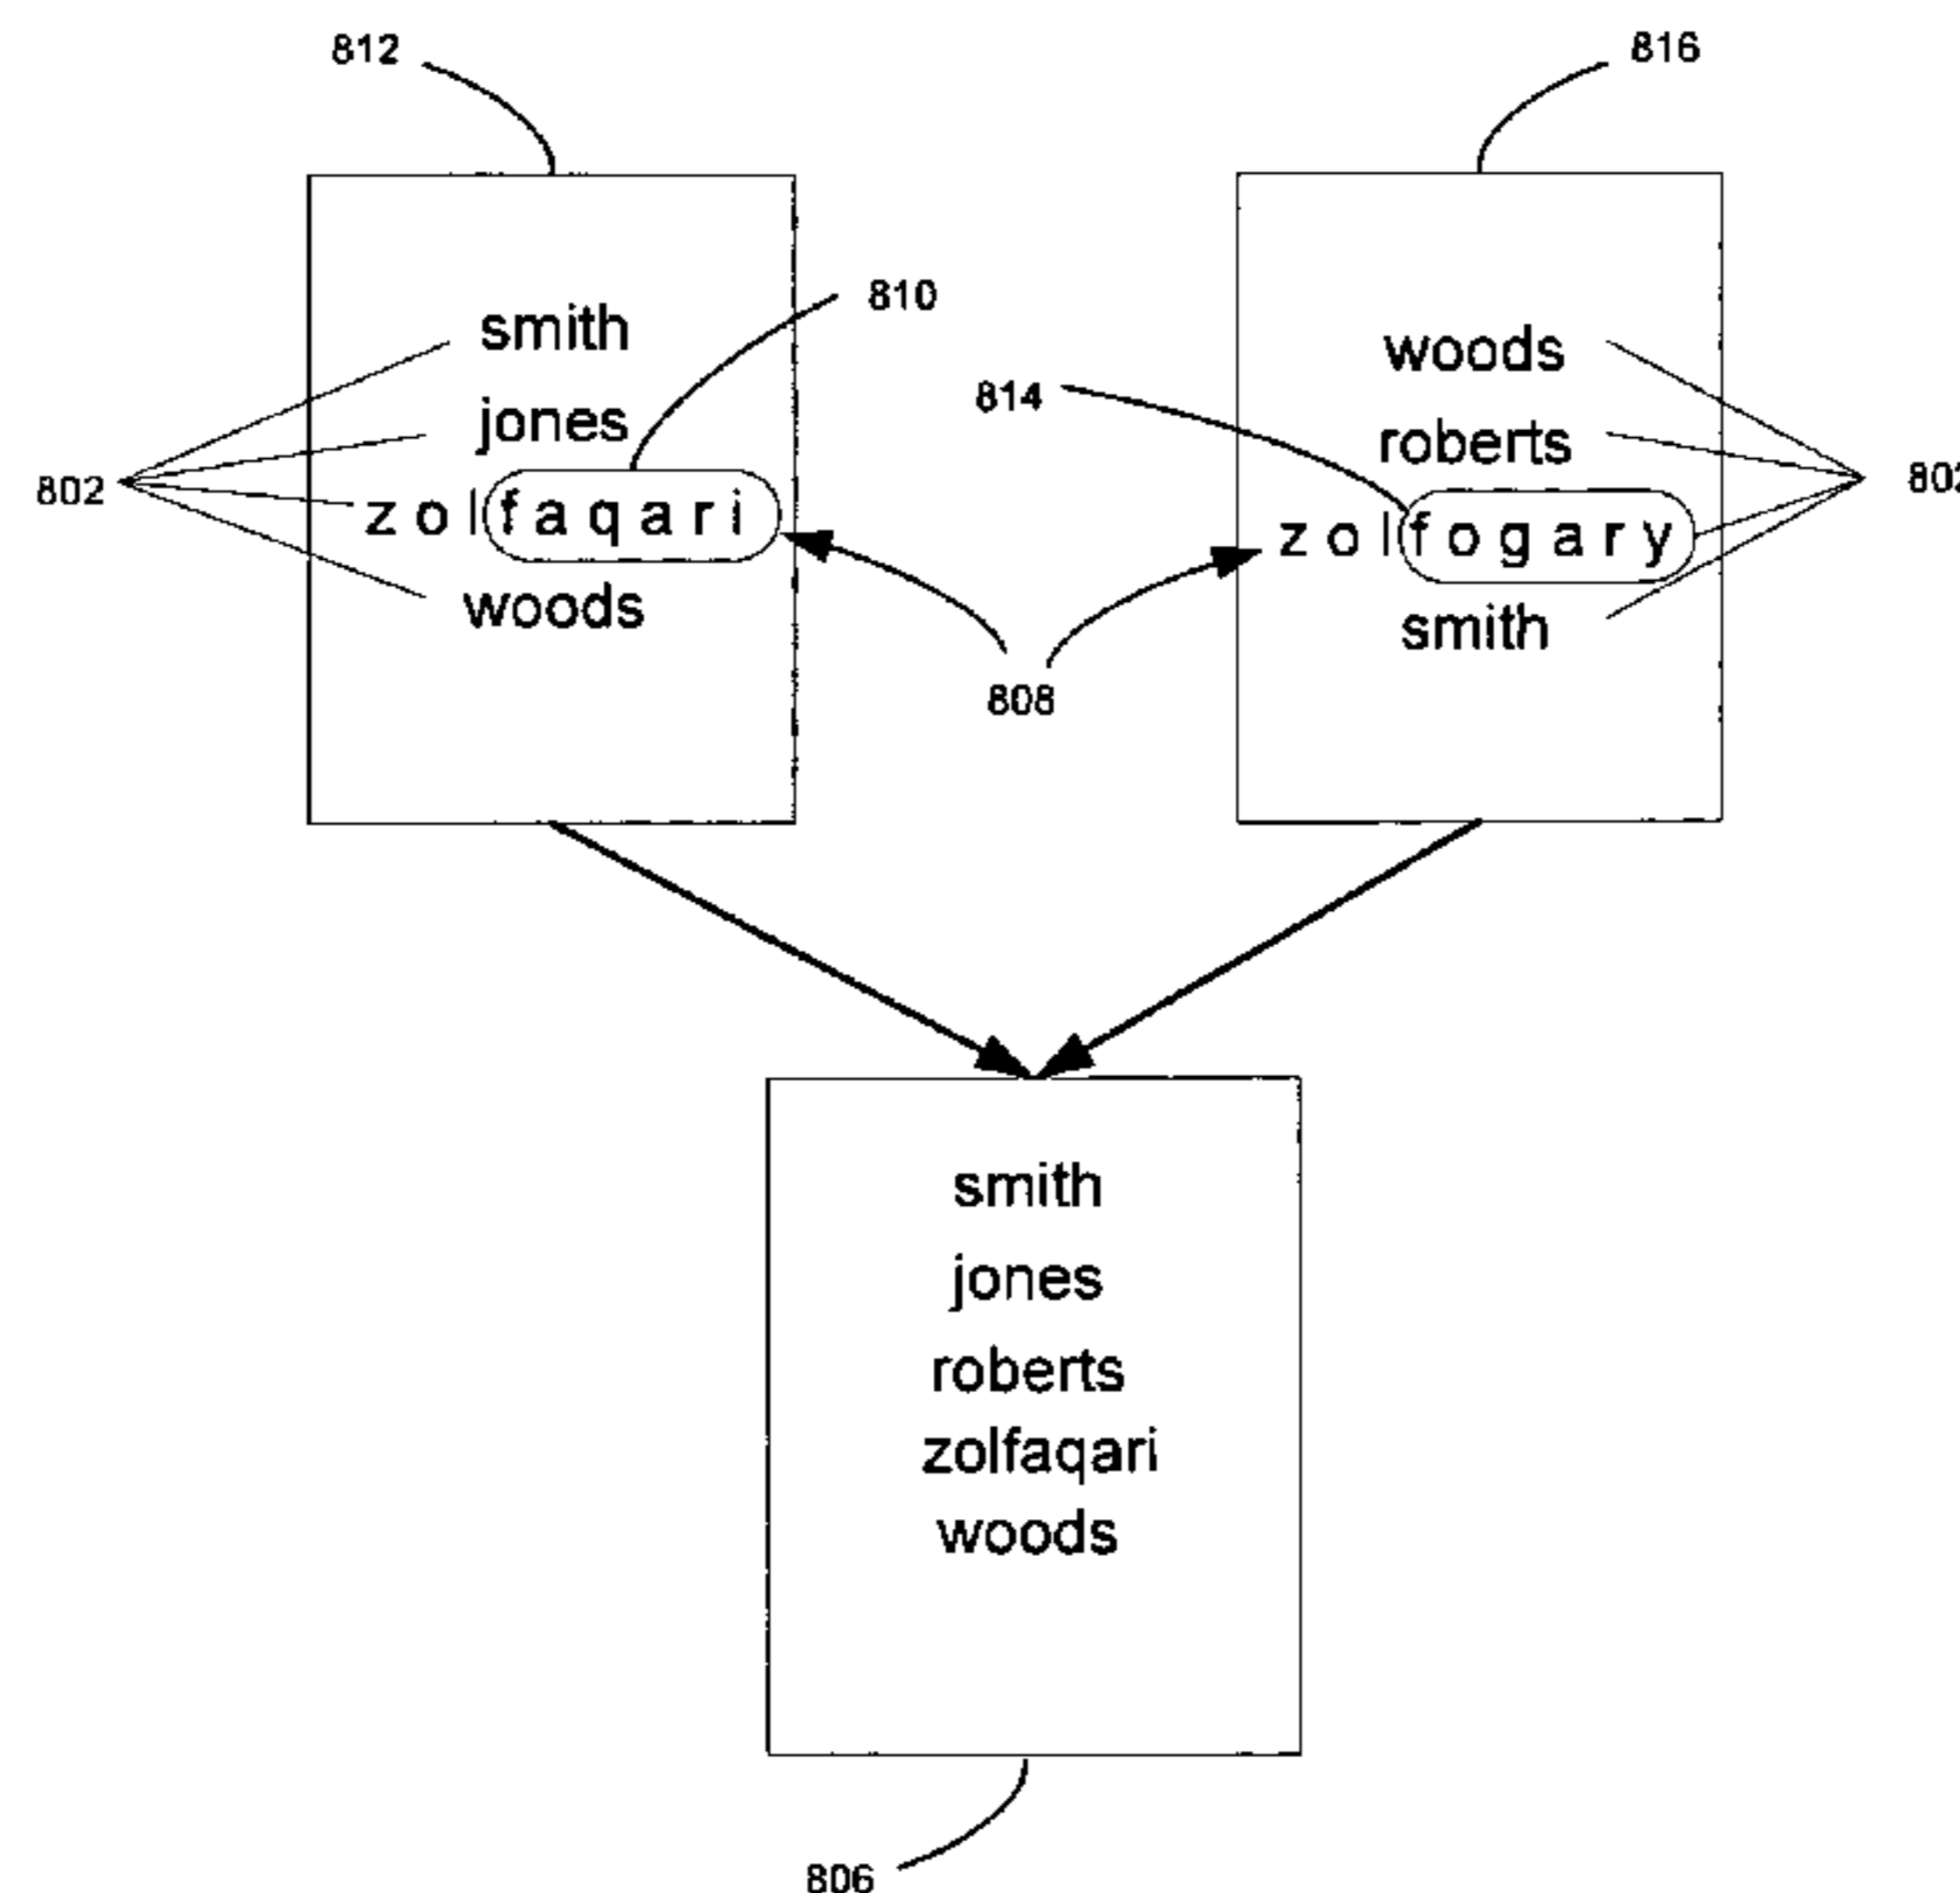 812
816
810
smith
jones
z o l f a q a r i
woods
802
814
woods
roberts
z o l f o g a r y
smith
808
smith
jones
roberts
zolfaqari
woods
806